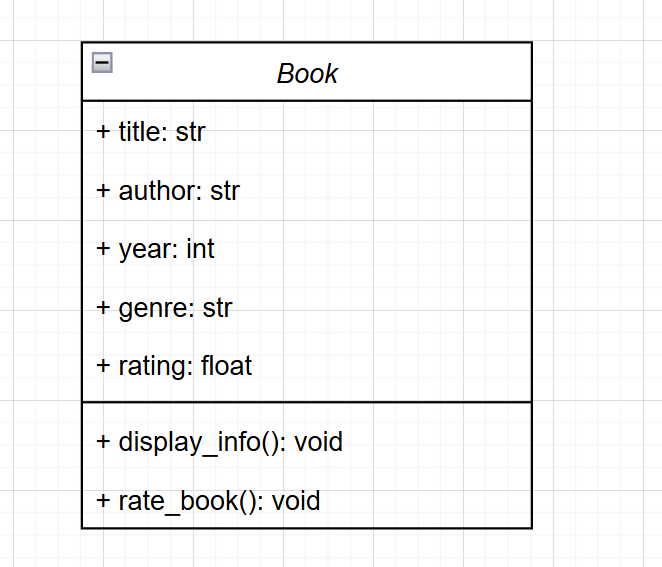 Book
+ title: str
+ author: str
+ year: int
+ genre: str
+ rating: float
+ display_info(): void
+ rate_book(): void